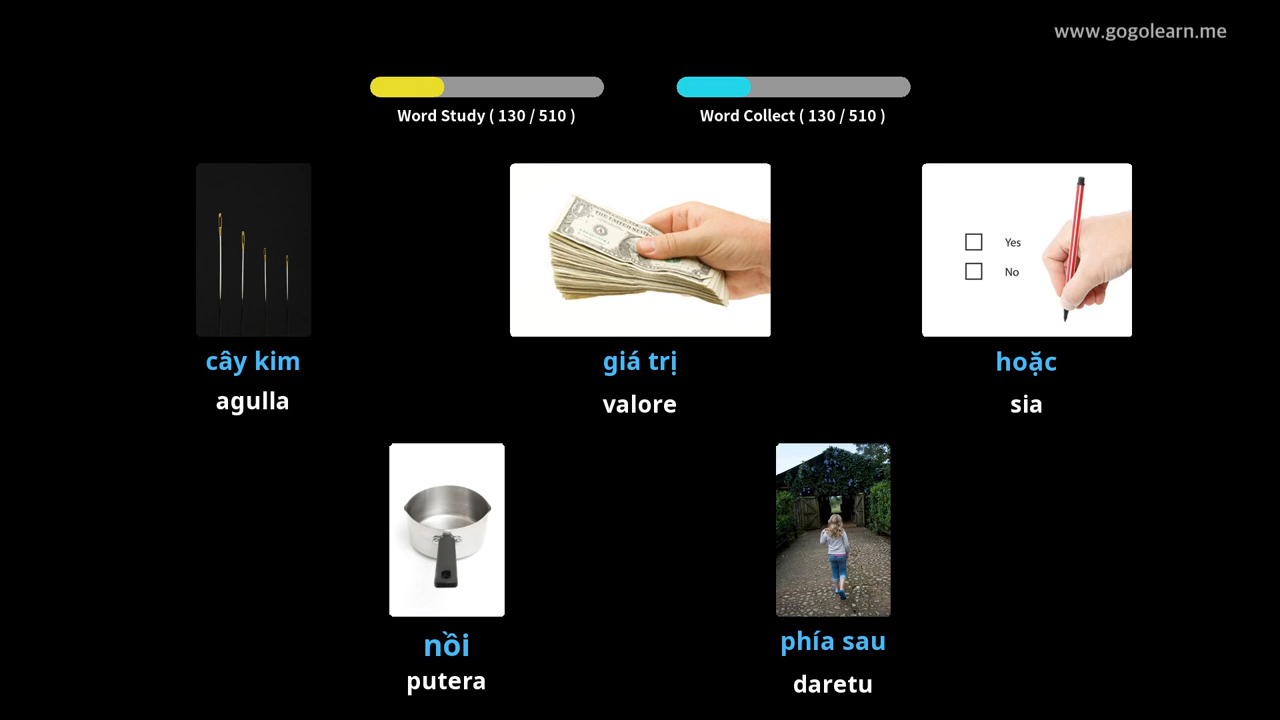 www.gogolearn.me
Word Study ( 130 / 510 )
Word Collect ( 130 / 510 )
Yes
No
cây kim
agulla
giá trị
valore
hoặc
sia
nồi
putera
phía sau
daretu